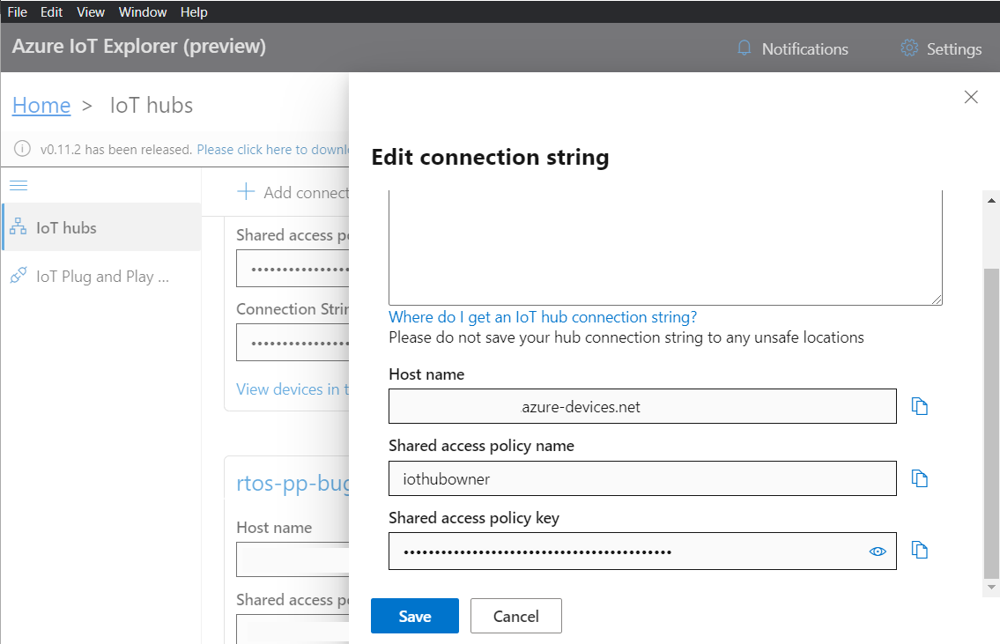 File Edit View Window Help
Azure IoT Explorer (preview)
Notifications
Settings
Home > IoT hubs
v0.11.2 has been released. Please click here to downl
Add connect
IoT hubs
IoT Plug and Play ...
Shared access po
••••••••••••••••
Connection Strin
••••••••••••••••
View devices in t
rtos-pp-bug
Host name
Shared access po
Edit connection string
Where do I get an IoT hub connection string?
Please do not save your hub connection string to any unsafe locations
Host name
.azure-devices.net
Shared access policy name
iothubowner
Shared access policy key
••••••••••••••••••••••••••••••••••••••••••••
Save
Cancel